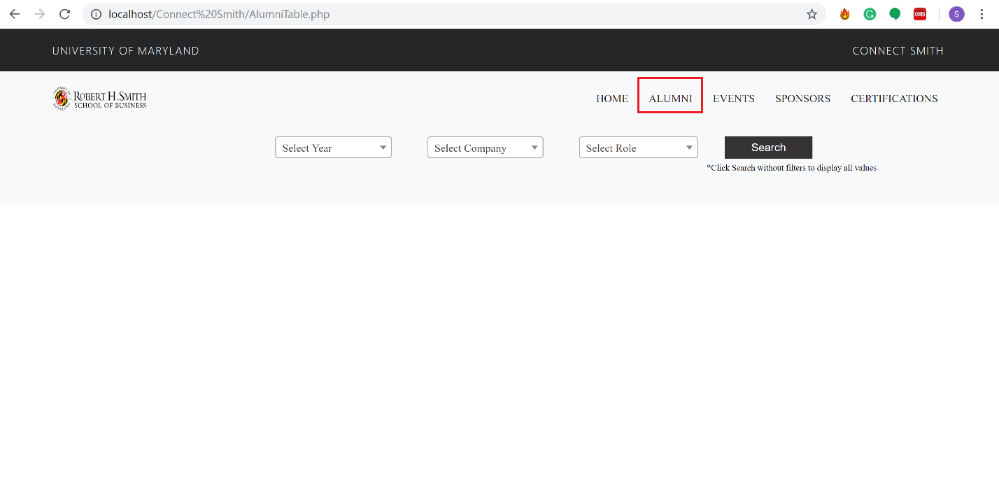 localhost/Connect%20Smith/AlumniTable.php
CORS
S
UNIVERSITY OF MARYLAND
CONNECT SMITH
ROBERT H. SMITH
SCHOOL OF BUSINESS
HOME ALUMNI EVENTS SPONSORS CERTIFICATIONS
Select Year Select Company Select Role Search
*Click Search without filters to display all values